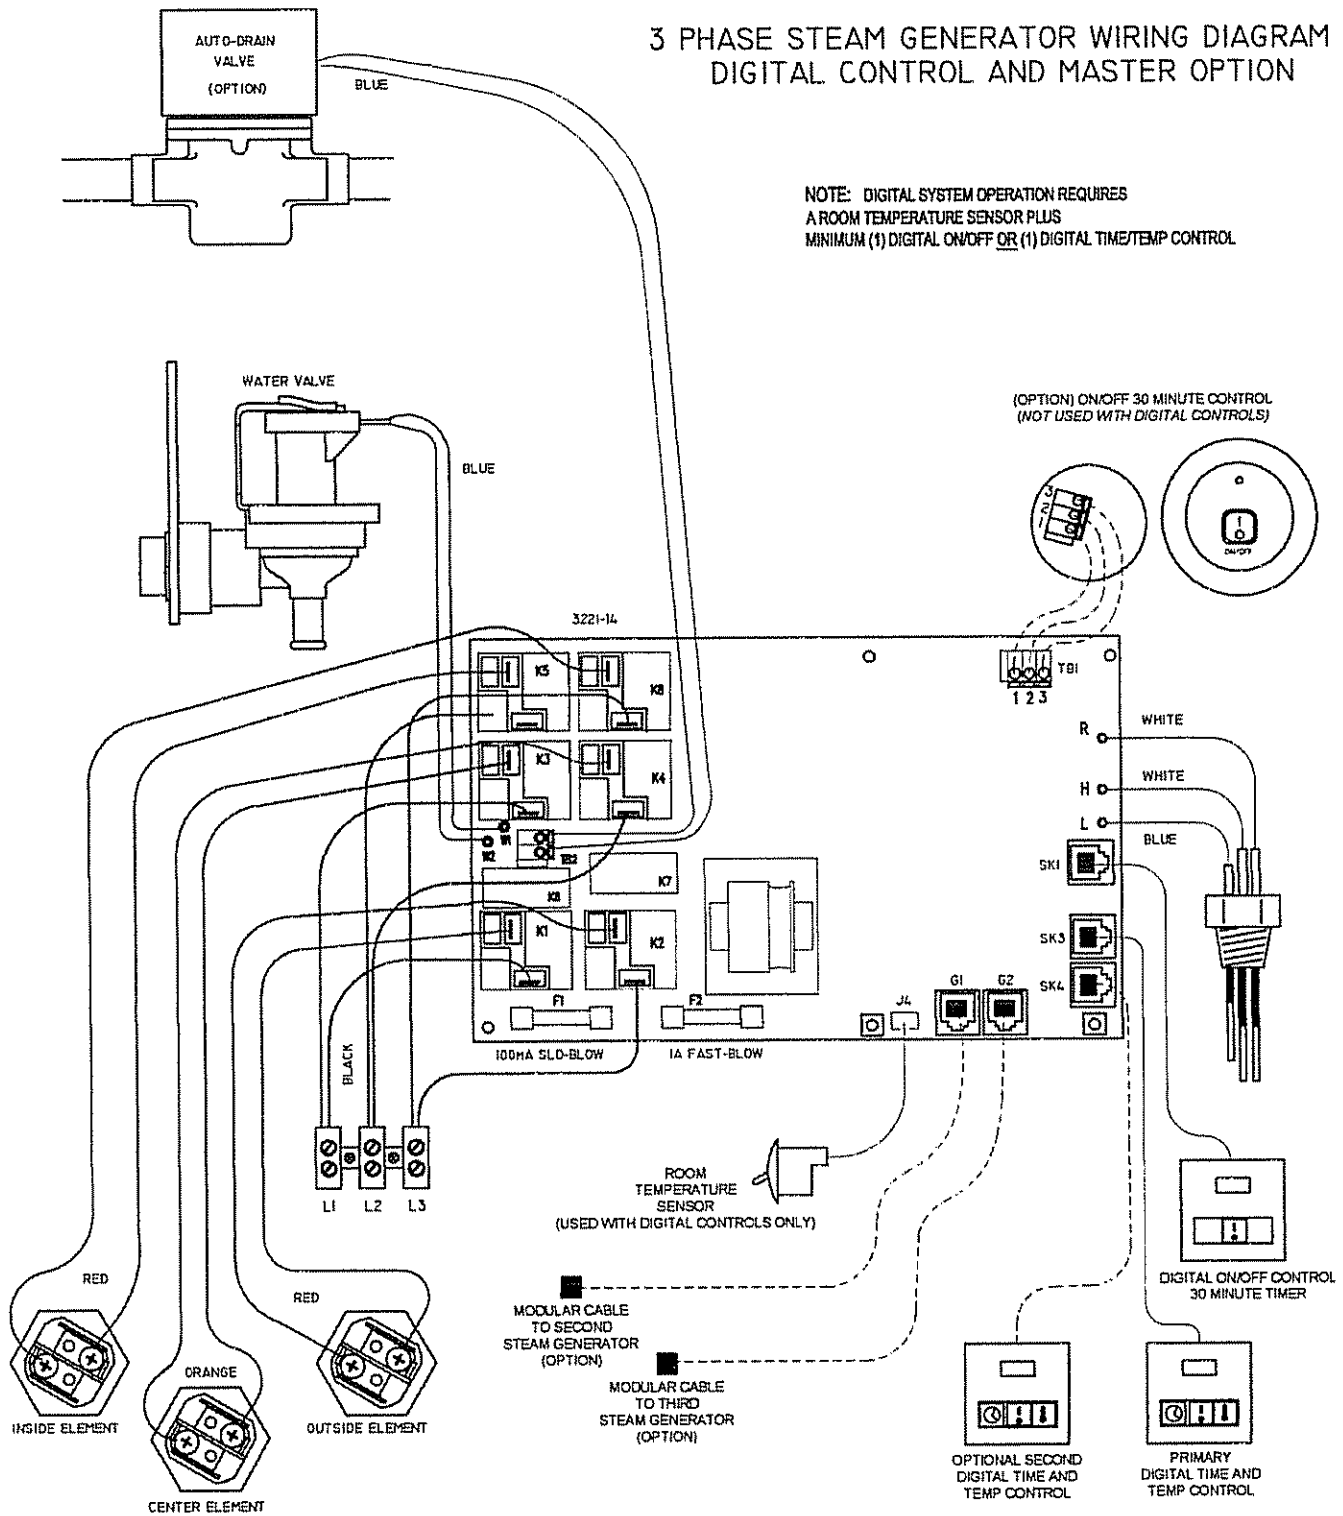 3 PHASE STEAM GENERATOR WIRING DIAGRAM
DIGITAL CONTROL AND MASTER OPTION
AUTO-DRAIN
VALVE
(OPTION)
BLUE
NOTE: DIGITAL SYSTEM OPERATION REQUIRES
A ROOM TEMPERATURE SENSOR PLUS
MINIMUM (1) DIGITAL ON/OFF OR (1) DIGITAL TIME/TEMP CONTROL
WATER VALVE
BLUE
(OPTION) ON/OFF 30 MINUTE CONTROL
(NOT USED WITH DIGITAL CONTROLS)
3
2
1
ON/OFF
3221-14
K5
K6
TB1
1 2 3
R
WHITE
K3
K4
H
WHITE
L
BLUE
W1
W2
TB2
SK1
K7
K8
K1
K2
SK3
SK4
F1
F2
J4
G1
G2
100MA SLO-BLOW
1A FAST-BLOW
BLACK
L1
L2
L3
ROOM
TEMPERATURE
SENSOR
(USED WITH DIGITAL CONTROLS ONLY)
DIGITAL ON/OFF CONTROL
30 MINUTE TIMER
RED
RED
MODULAR CABLE
TO SECOND
STEAM GENERATOR
(OPTION)
ORANGE
MODULAR CABLE
TO THIRD
STEAM GENERATOR
(OPTION)
INSIDE ELEMENT
OUTSIDE ELEMENT
CENTER ELEMENT
OPTIONAL SECOND
DIGITAL TIME AND
TEMP CONTROL
PRIMARY
DIGITAL TIME AND
TEMP CONTROL